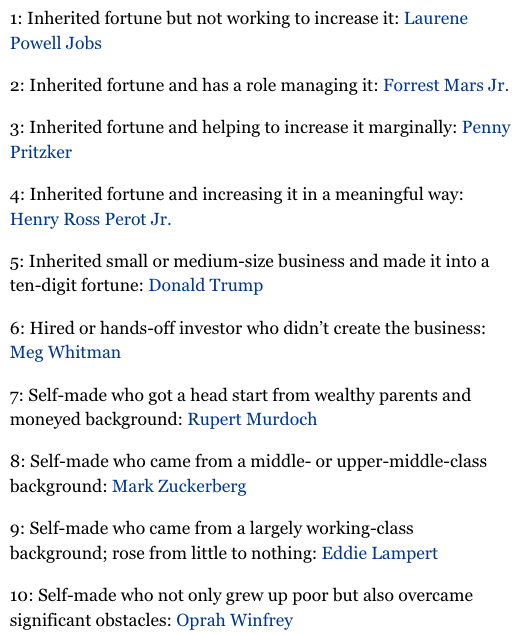 1: Inherited fortune but not working to increase it: Laurene
Powell Jobs
2: Inherited fortune and has a role managing it: Forrest Mars Jr.
3: Inherited fortune and helping to increase it marginally: Penny
Pritzker
4: Inherited fortune and increasing it in a meaningful way:
Henry Ross Perot Jr.
5: Inherited small or medium-size business and made it into a
ten-digit fortune: Donald Trump
6: Hired or hands-off investor who didn’t create the business:
Meg Whitman
7: Self-made who got a head start from wealthy parents and
moneyed background: Rupert Murdoch
8: Self-made who came from a middle- or upper-middle-class
background: Mark Zuckerberg
9: Self-made who came from a largely working-class
background; rose from little to nothing: Eddie Lampert
10: Self-made who not only grew up poor but also overcame
significant obstacles: Oprah Winfrey